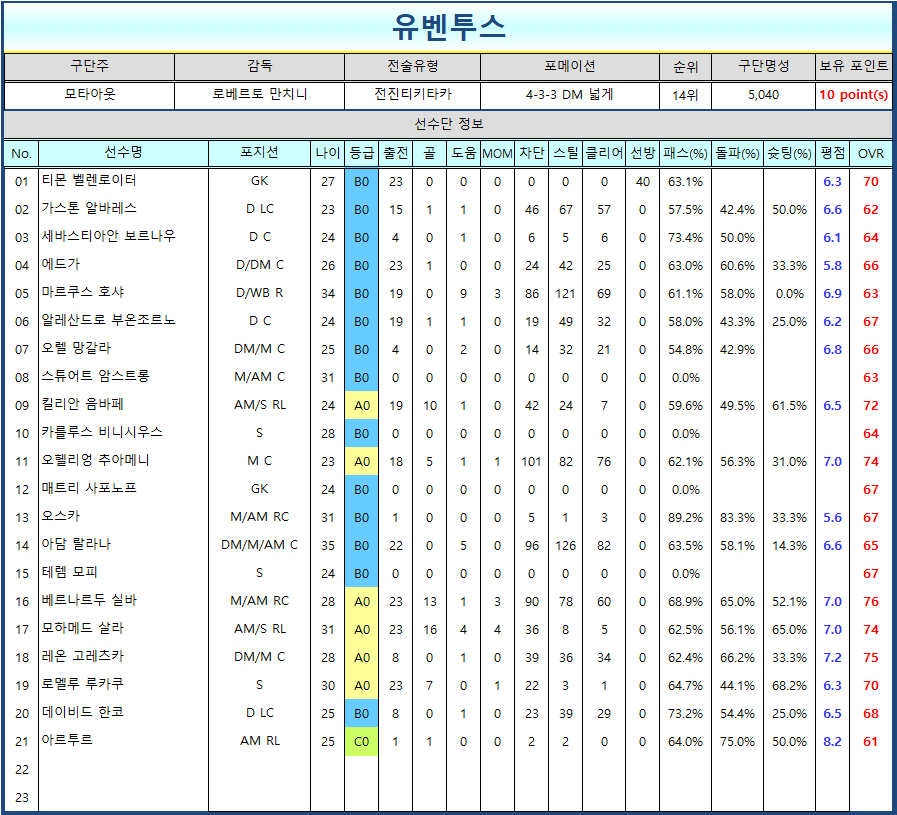 유벤투스
구단주 감독 전술유형 포메이션 순위 구단명성 보유 포인트
모타아웃 로베르토 만치니 전진티키타카 4-3-3 DM 넓게 14위 5,040 10 point(s)
선수단 정보
No. 선수명 포지션 나이 등급 출전 골 도움 MOM 차단 스틸 클리어 선방 패스(%) 돌파(%) 슛팅(%) 평점 OVR
01 티몬 벨렌로이터 GK 27 B0 23 0 0 0 0 0 0 40 63.1% 6.3 70
02 가스톤 알바레스 D LC 23 B0 15 1 1 0 46 67 57 0 57.5% 42.4% 50.0% 6.6 62
03 세바스티아안 보르나우 D C 24 B0 4 0 1 0 6 5 6 0 73.4% 50.0% 6.1 64
04 에드가 D/DM C 26 B0 23 1 0 0 24 42 25 0 63.0% 60.6% 33.3% 5.8 66
05 마르쿠스 호샤 D/WB R 34 B0 19 0 9 3 86 121 69 0 61.1% 58.0% 0.0% 6.9 63
06 알레산드로 부온조르노 D C 24 B0 19 1 1 0 19 49 32 0 58.0% 43.3% 25.0% 6.2 67
07 오렐 망갈라 DM/M C 25 B0 4 0 2 0 14 32 21 0 54.8% 42.9% 6.8 66
08 스튜어트 암스트롱 M/AM C 31 B0 0 0 0 0 0 0 0 0 0.0% 63
09 킬리안 음바페 AM/S RL 24 A0 19 10 1 0 42 24 7 0 59.6% 49.5% 61.5% 6.5 72
10 카를루스 비니시우스 S 28 B0 0 0 0 0 0 0 0 0 0.0% 64
11 오헬리엉 추아메니 M C 23 A0 18 5 1 1 101 82 76 0 62.1% 56.3% 31.0% 7.0 74
12 매트리 사포노프 GK 24 B0 0 0 0 0 0 0 0 0 0.0% 67
13 오스카 M/AM RC 31 B0 1 0 0 0 5 1 3 0 89.2% 83.3% 33.3% 5.6 67
14 아담 랄라나 DM/M/AM C 35 B0 22 0 5 0 96 126 82 0 63.5% 58.1% 14.3% 6.6 65
15 테렘 모피 S 24 B0 0 0 0 0 0 0 0 0 0.0% 67
16 베르나르두 실바 M/AM RC 28 A0 23 13 1 3 90 78 60 0 68.9% 65.0% 52.1% 7.0 76
17 모하메드 살라 AM/S RL 31 A0 23 16 4 4 36 8 5 0 62.5% 56.1% 65.0% 7.0 74
18 레온 고레츠카 DM/M C 28 A0 8 0 1 0 39 36 34 0 62.4% 66.2% 33.3% 7.2 75
19 로멜루 루카쿠 S 30 A0 23 7 0 1 22 3 1 0 64.7% 44.1% 68.2% 6.3 70
20 데이비드 한코 D LC 25 B0 8 0 1 0 23 39 29 0 73.2% 54.4% 25.0% 6.5 68
21 아르투르 AM RL 25 C0 1 1 0 0 2 2 0 0 64.0% 75.0% 50.0% 8.2 61
22
23